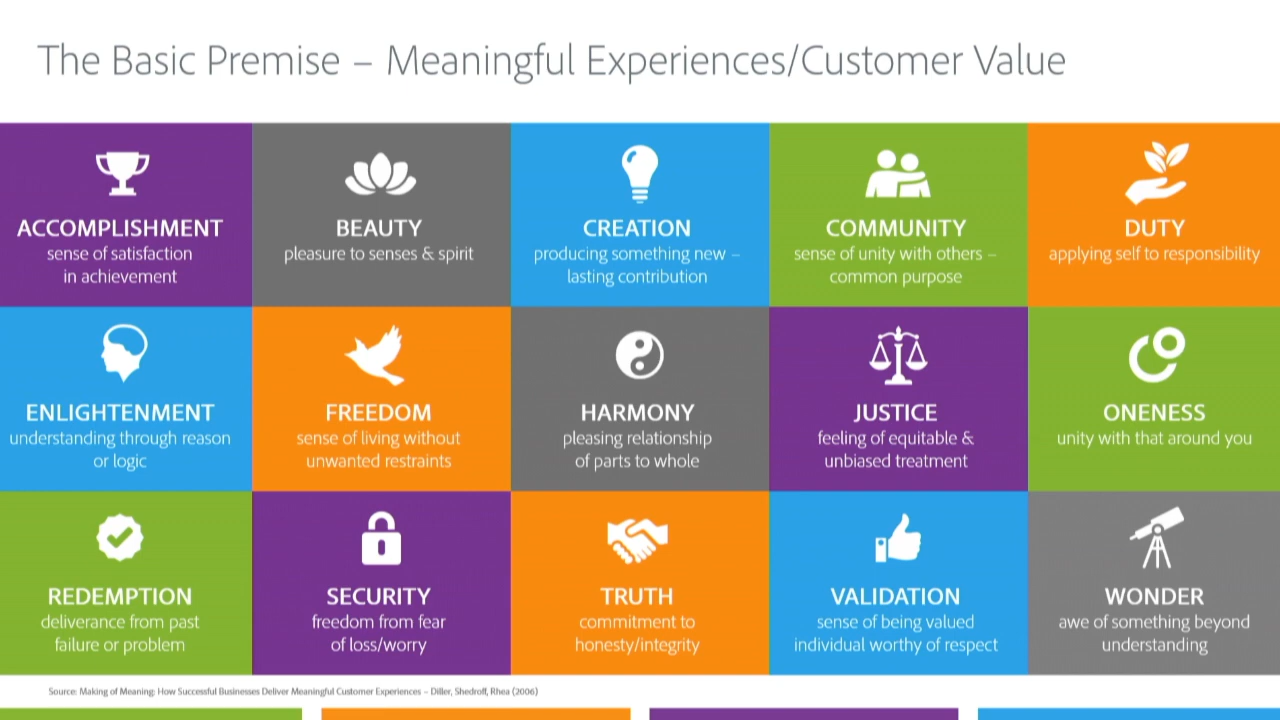 The Basic Premise – Meaningful Experiences/Customer Value
ACCOMPLISHMENT
sense of satisfaction
in achievement
BEAUTY
pleasure to senses & spirit
CREATION
producing something new –
lasting contribution
COMMUNITY
sense of unity with others –
common purpose
DUTY
applying self to responsibility
ENLIGHTENMENT
understanding through reason
or logic
FREEDOM
sense of living without
unwanted restraints
HARMONY
pleasing relationship
of parts to whole
JUSTICE
feeling of equitable &
unbiased treatment
ONENESS
unity with that around you
REDEMPTION
deliverance from past
failure or problem
SECURITY
freedom from fear
of loss/worry
TRUTH
commitment to
honesty/integrity
VALIDATION
sense of being valued
individual worthy of respect
WONDER
awe of something beyond
understanding
Source: Making of Meaning: How Successful Businesses Deliver Meaningful Customer Experiences – Diller, Shedroff, Rhea (2006)